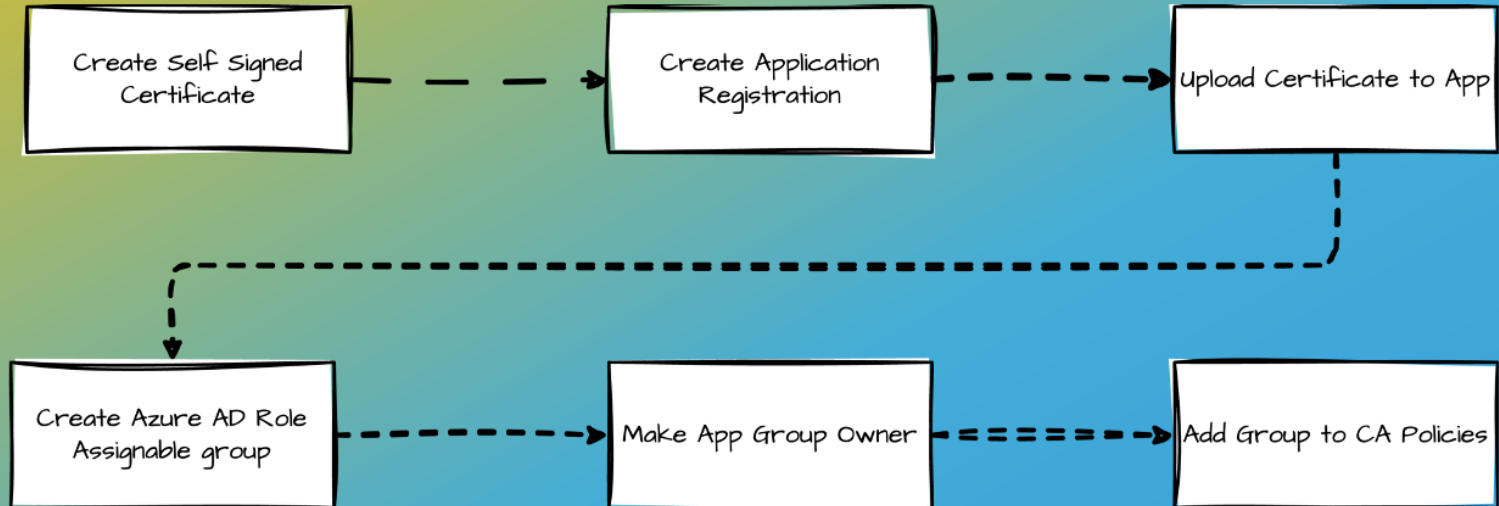 Create Self Signed
Certificate
Create Application
Registration
Upload Certificate to App
Create Azure AD Role
Assignable group
Make App Group Owner
Add Group to CA Policies